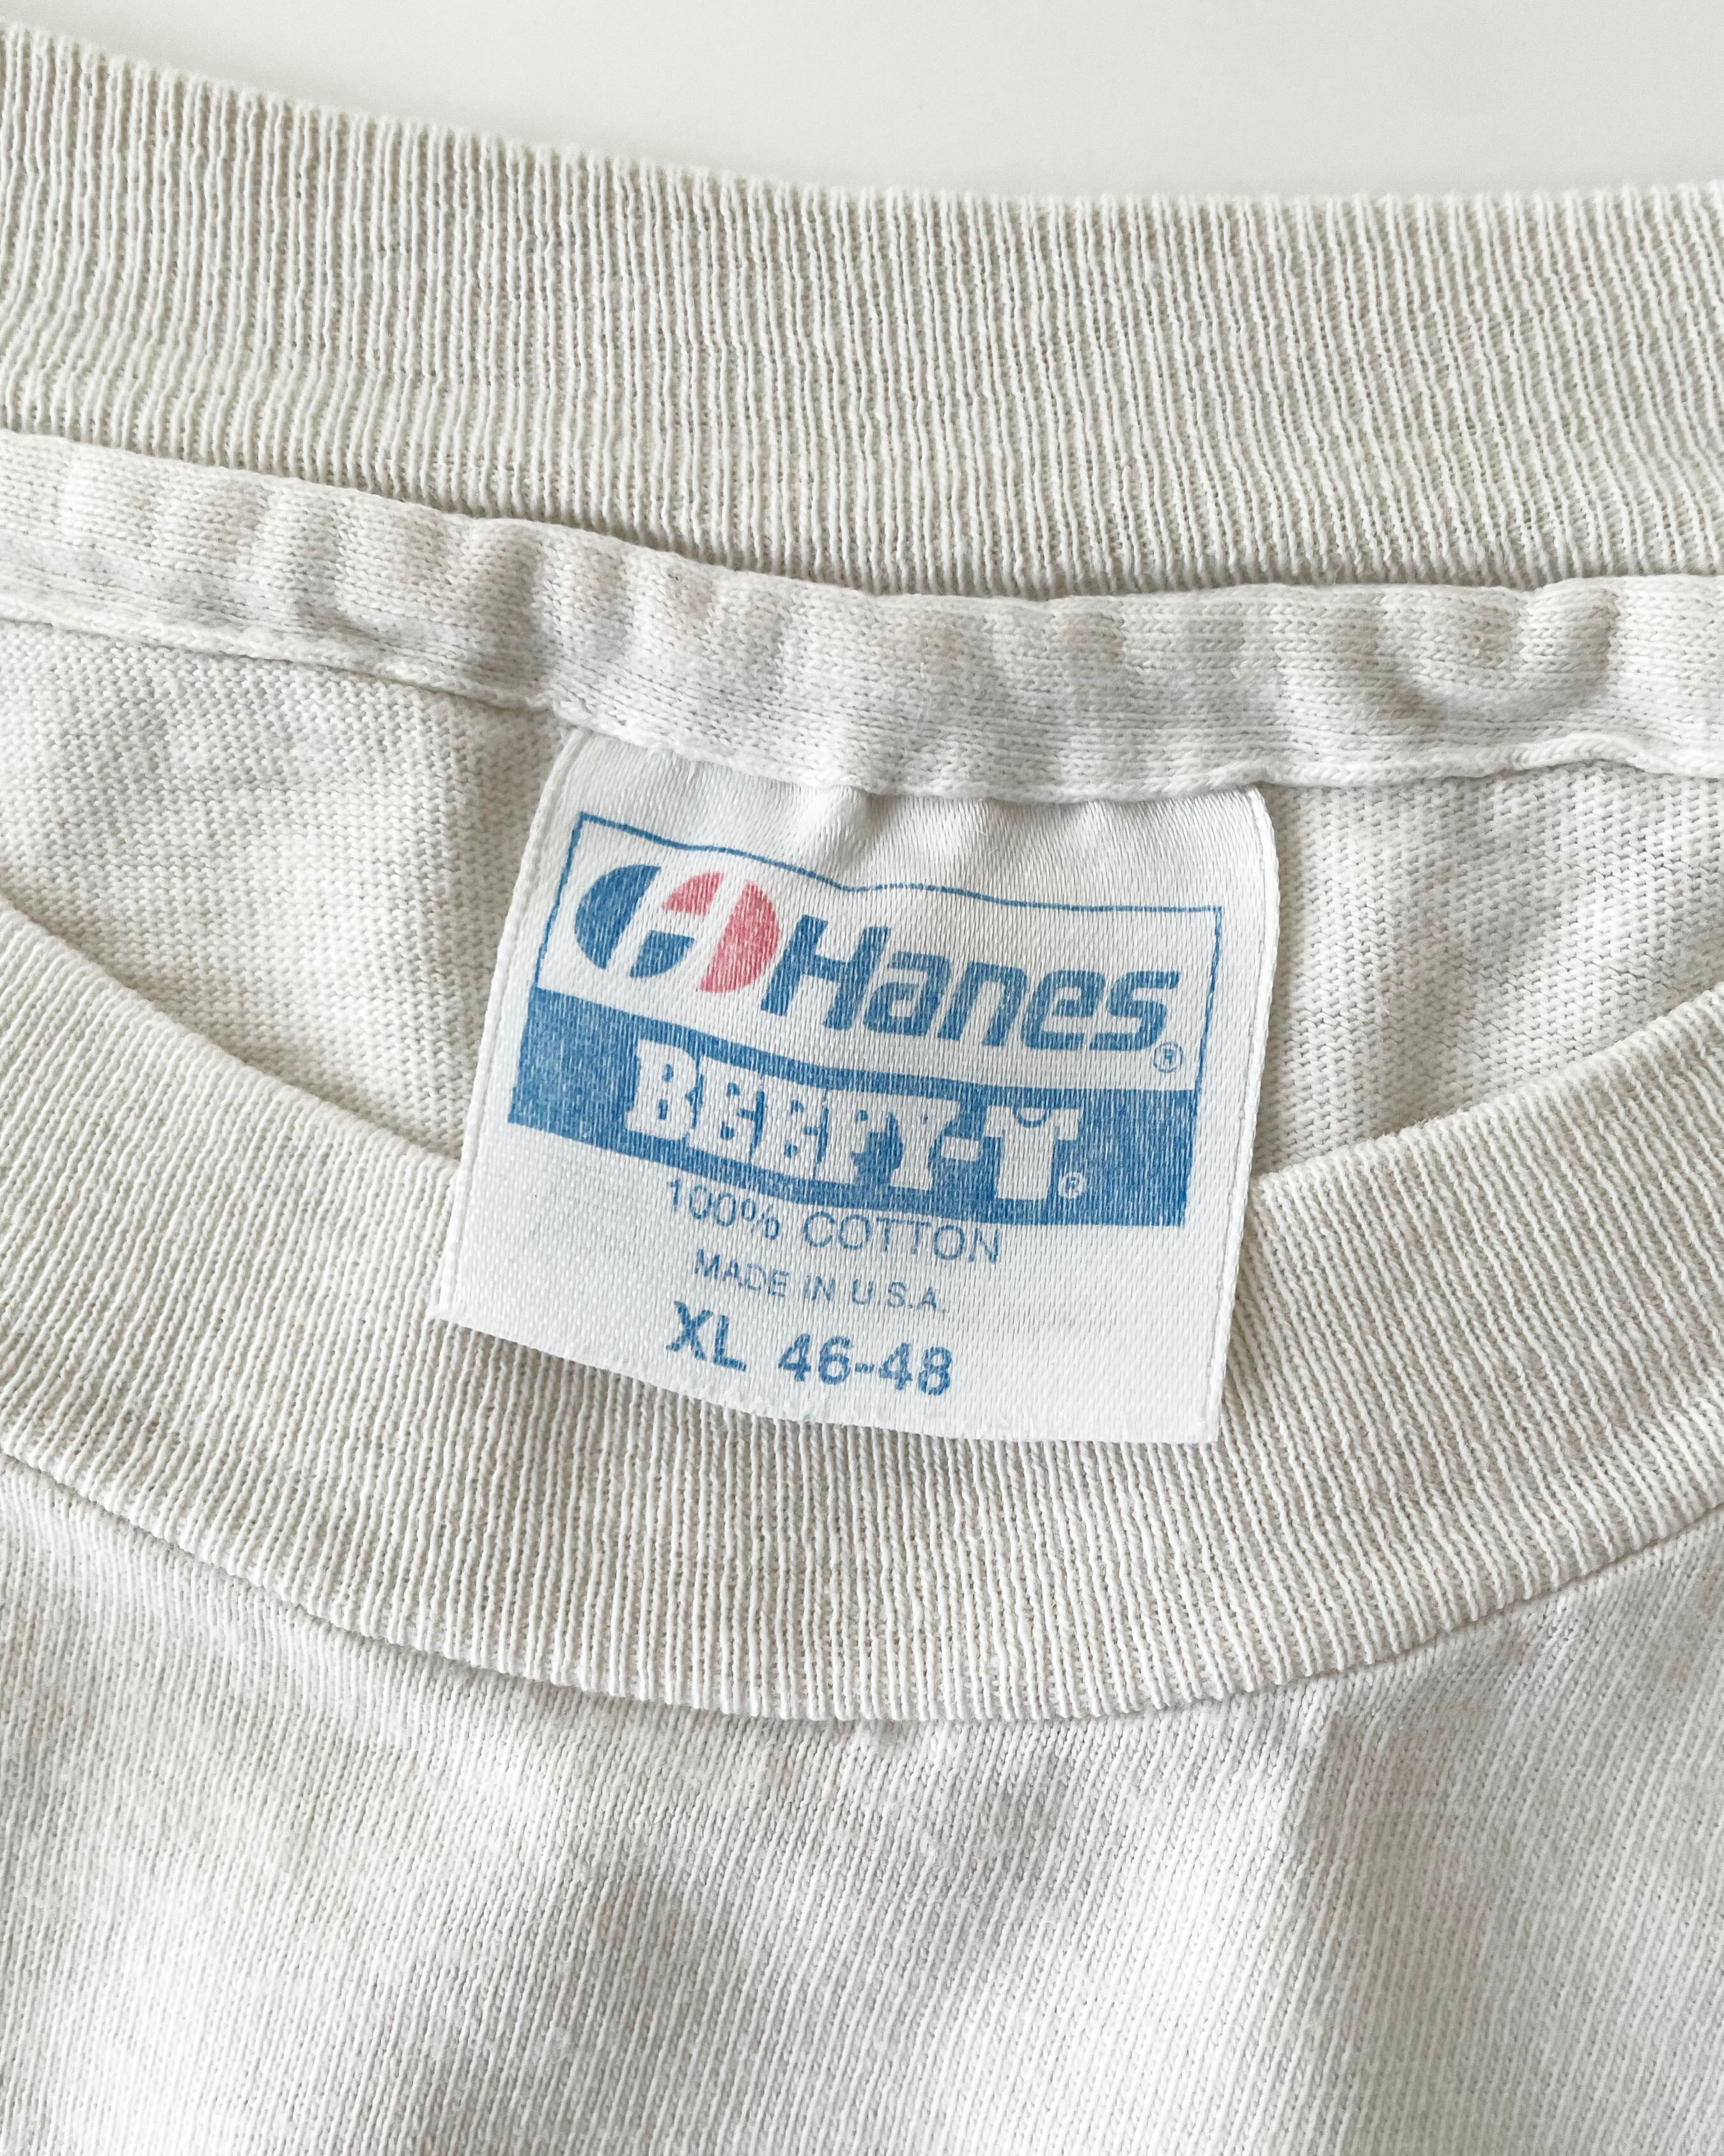 Hanes®
BEEFY-T®
100% COTTON
MADE IN U.S.A.
XL 46-48